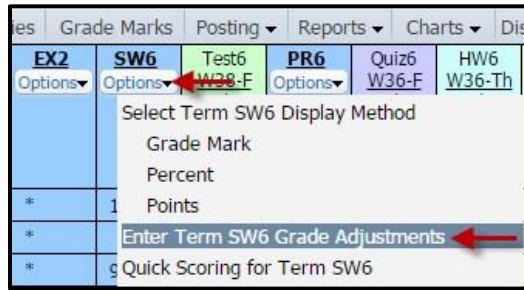 ies Grade Marks Posting Reports Charts Dis
EX2 SW6 Test6 PR6 Quiz6 HW6
Options Options W38-F Options W36-F W36-Th
Select Term SW6 Display Method
Grade Mark
Percent
Points
* 1
* Enter Term SW6 Grade Adjustments
* 9 Quick Scoring for Term SW6